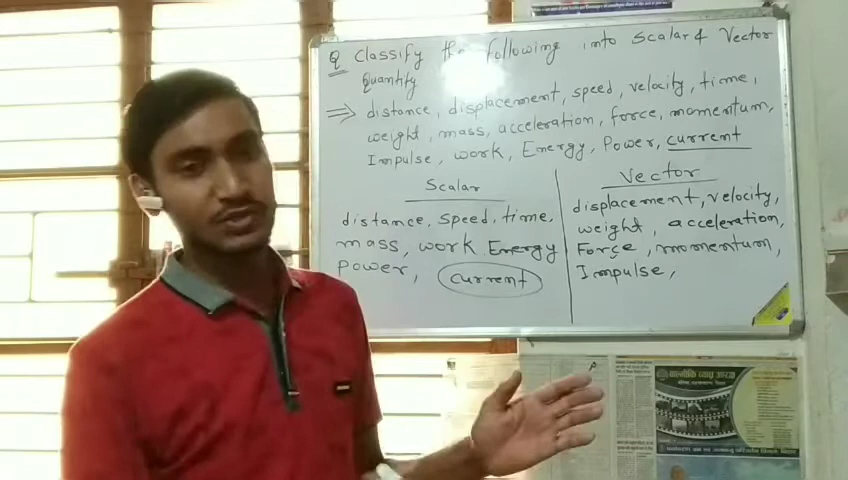 Q Classify the following into Scalar & Vector
Quantity
⇒ distance, displacement, speed, velocity, time,
weight, mass, acceleration, force, momentum,
Impulse, work, Energy, Power, current
Scalar
distance, speed, time,
mass, work Energy
Power, current
Vector
displacement, velocity,
weight, acceleration,
Force, momentum,
Impulse,